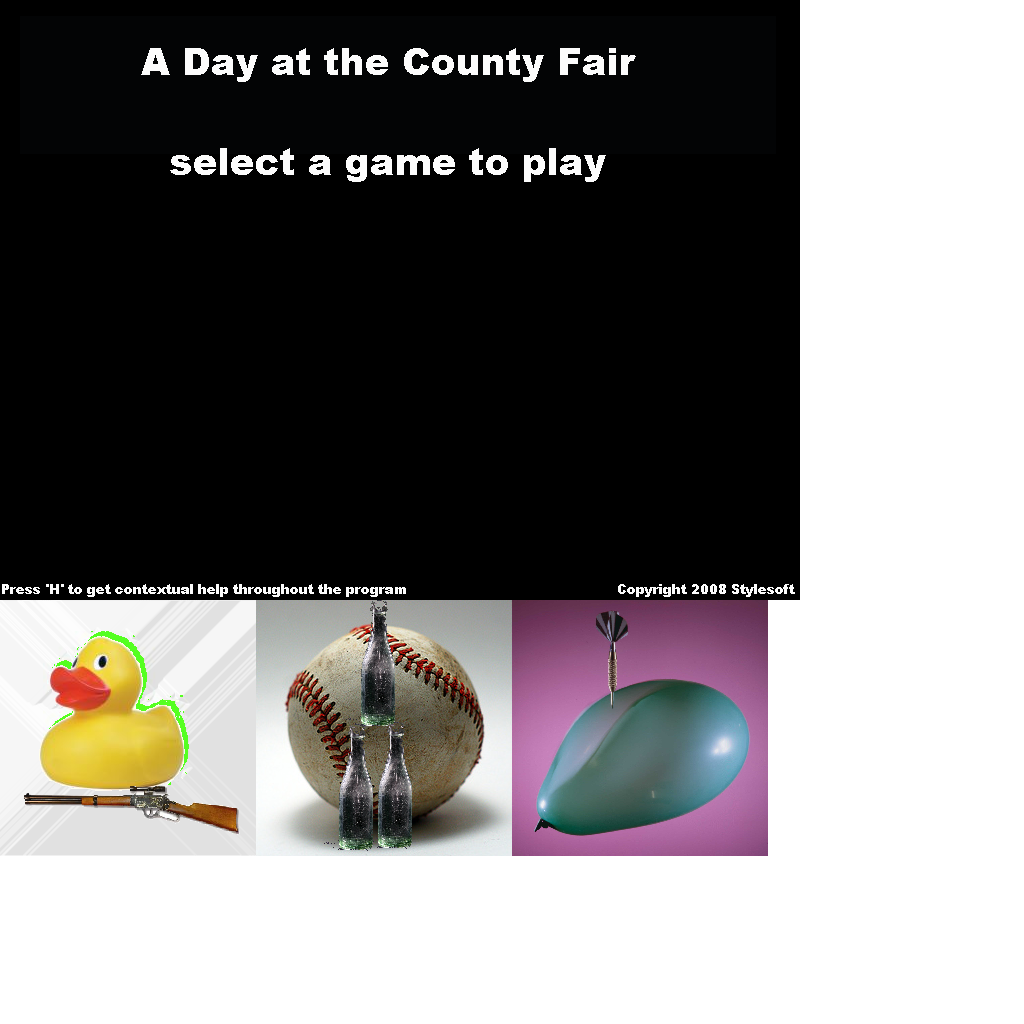 A Day at the County Fair
select a game to play
Press 'H' to get contextual help throughout the program
Copyright 2008 Stylesoft